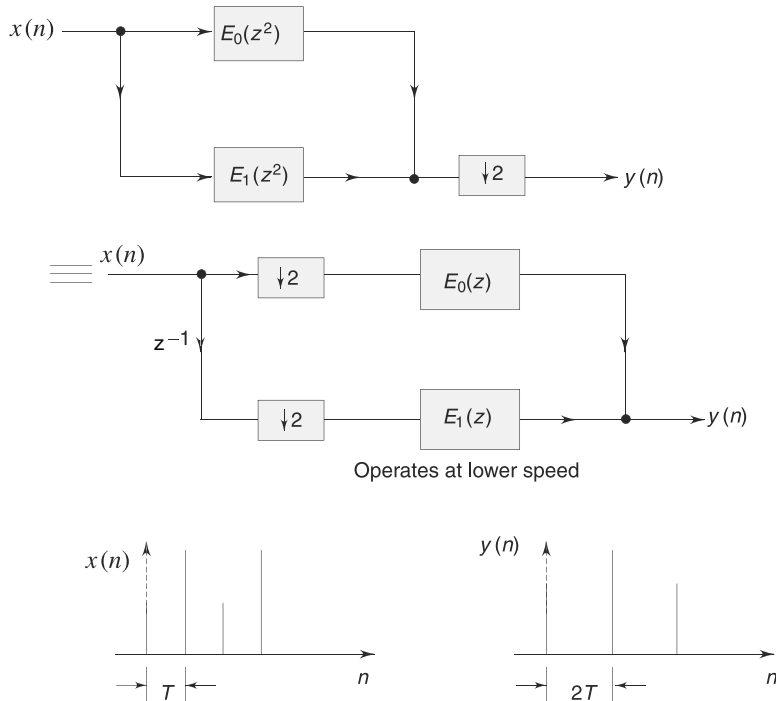 x(n)
E₀(z²)
E₁(z²)
↓2
y(n)
x(n)
↓2
E₀(z)
z⁻¹
↓2
E₁(z)
y(n)
Operates at lower speed
x(n)
y(n)
n
n
T
2T